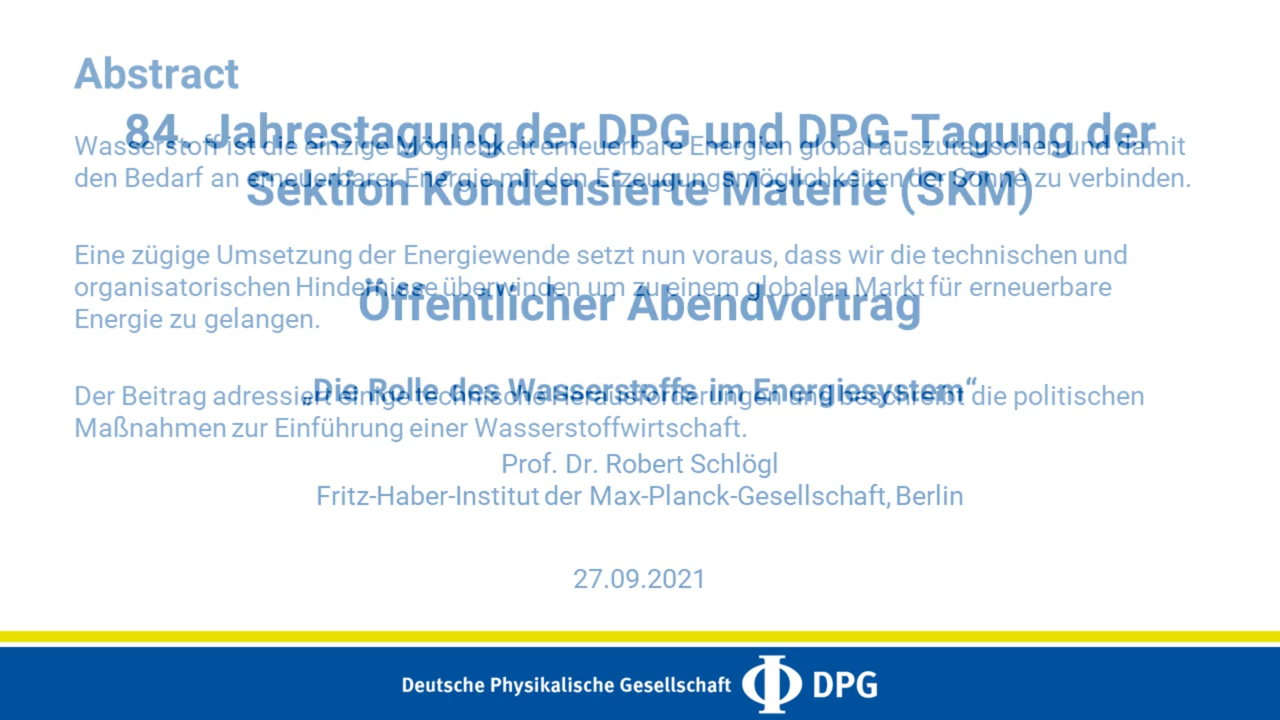 Abstract
84. Jahrestagung der DPG und DPG-Tagung der
Wasserstoff ist die einzige Möglichkeit erneuerbare Energien global auszutauschen und damit
den Bedarf an erneuerbarer Energie mit den Erzeugungsmöglichkeiten der Sonne zu verbinden.
Sektion Kondensierte Materie (SKM)
Eine zügige Umsetzung der Energiewende setzt nun voraus, dass wir die technischen und
organisatorischen Hindernisse überwinden um zu einem globalen Markt für erneuerbare
Öffentlicher Abendvortrag
Energie zu gelangen.
„Die Rolle des Wasserstoffs im Energiesystem“
Der Beitrag adressiert einige technische Herausforderungen und beschreibt die politischen
Maßnahmen zur Einführung einer Wasserstoffwirtschaft.
Prof. Dr. Robert Schlögl
Fritz-Haber-Institut der Max-Planck-Gesellschaft, Berlin
27.09.2021
Deutsche Physikalische Gesellschaft DPG